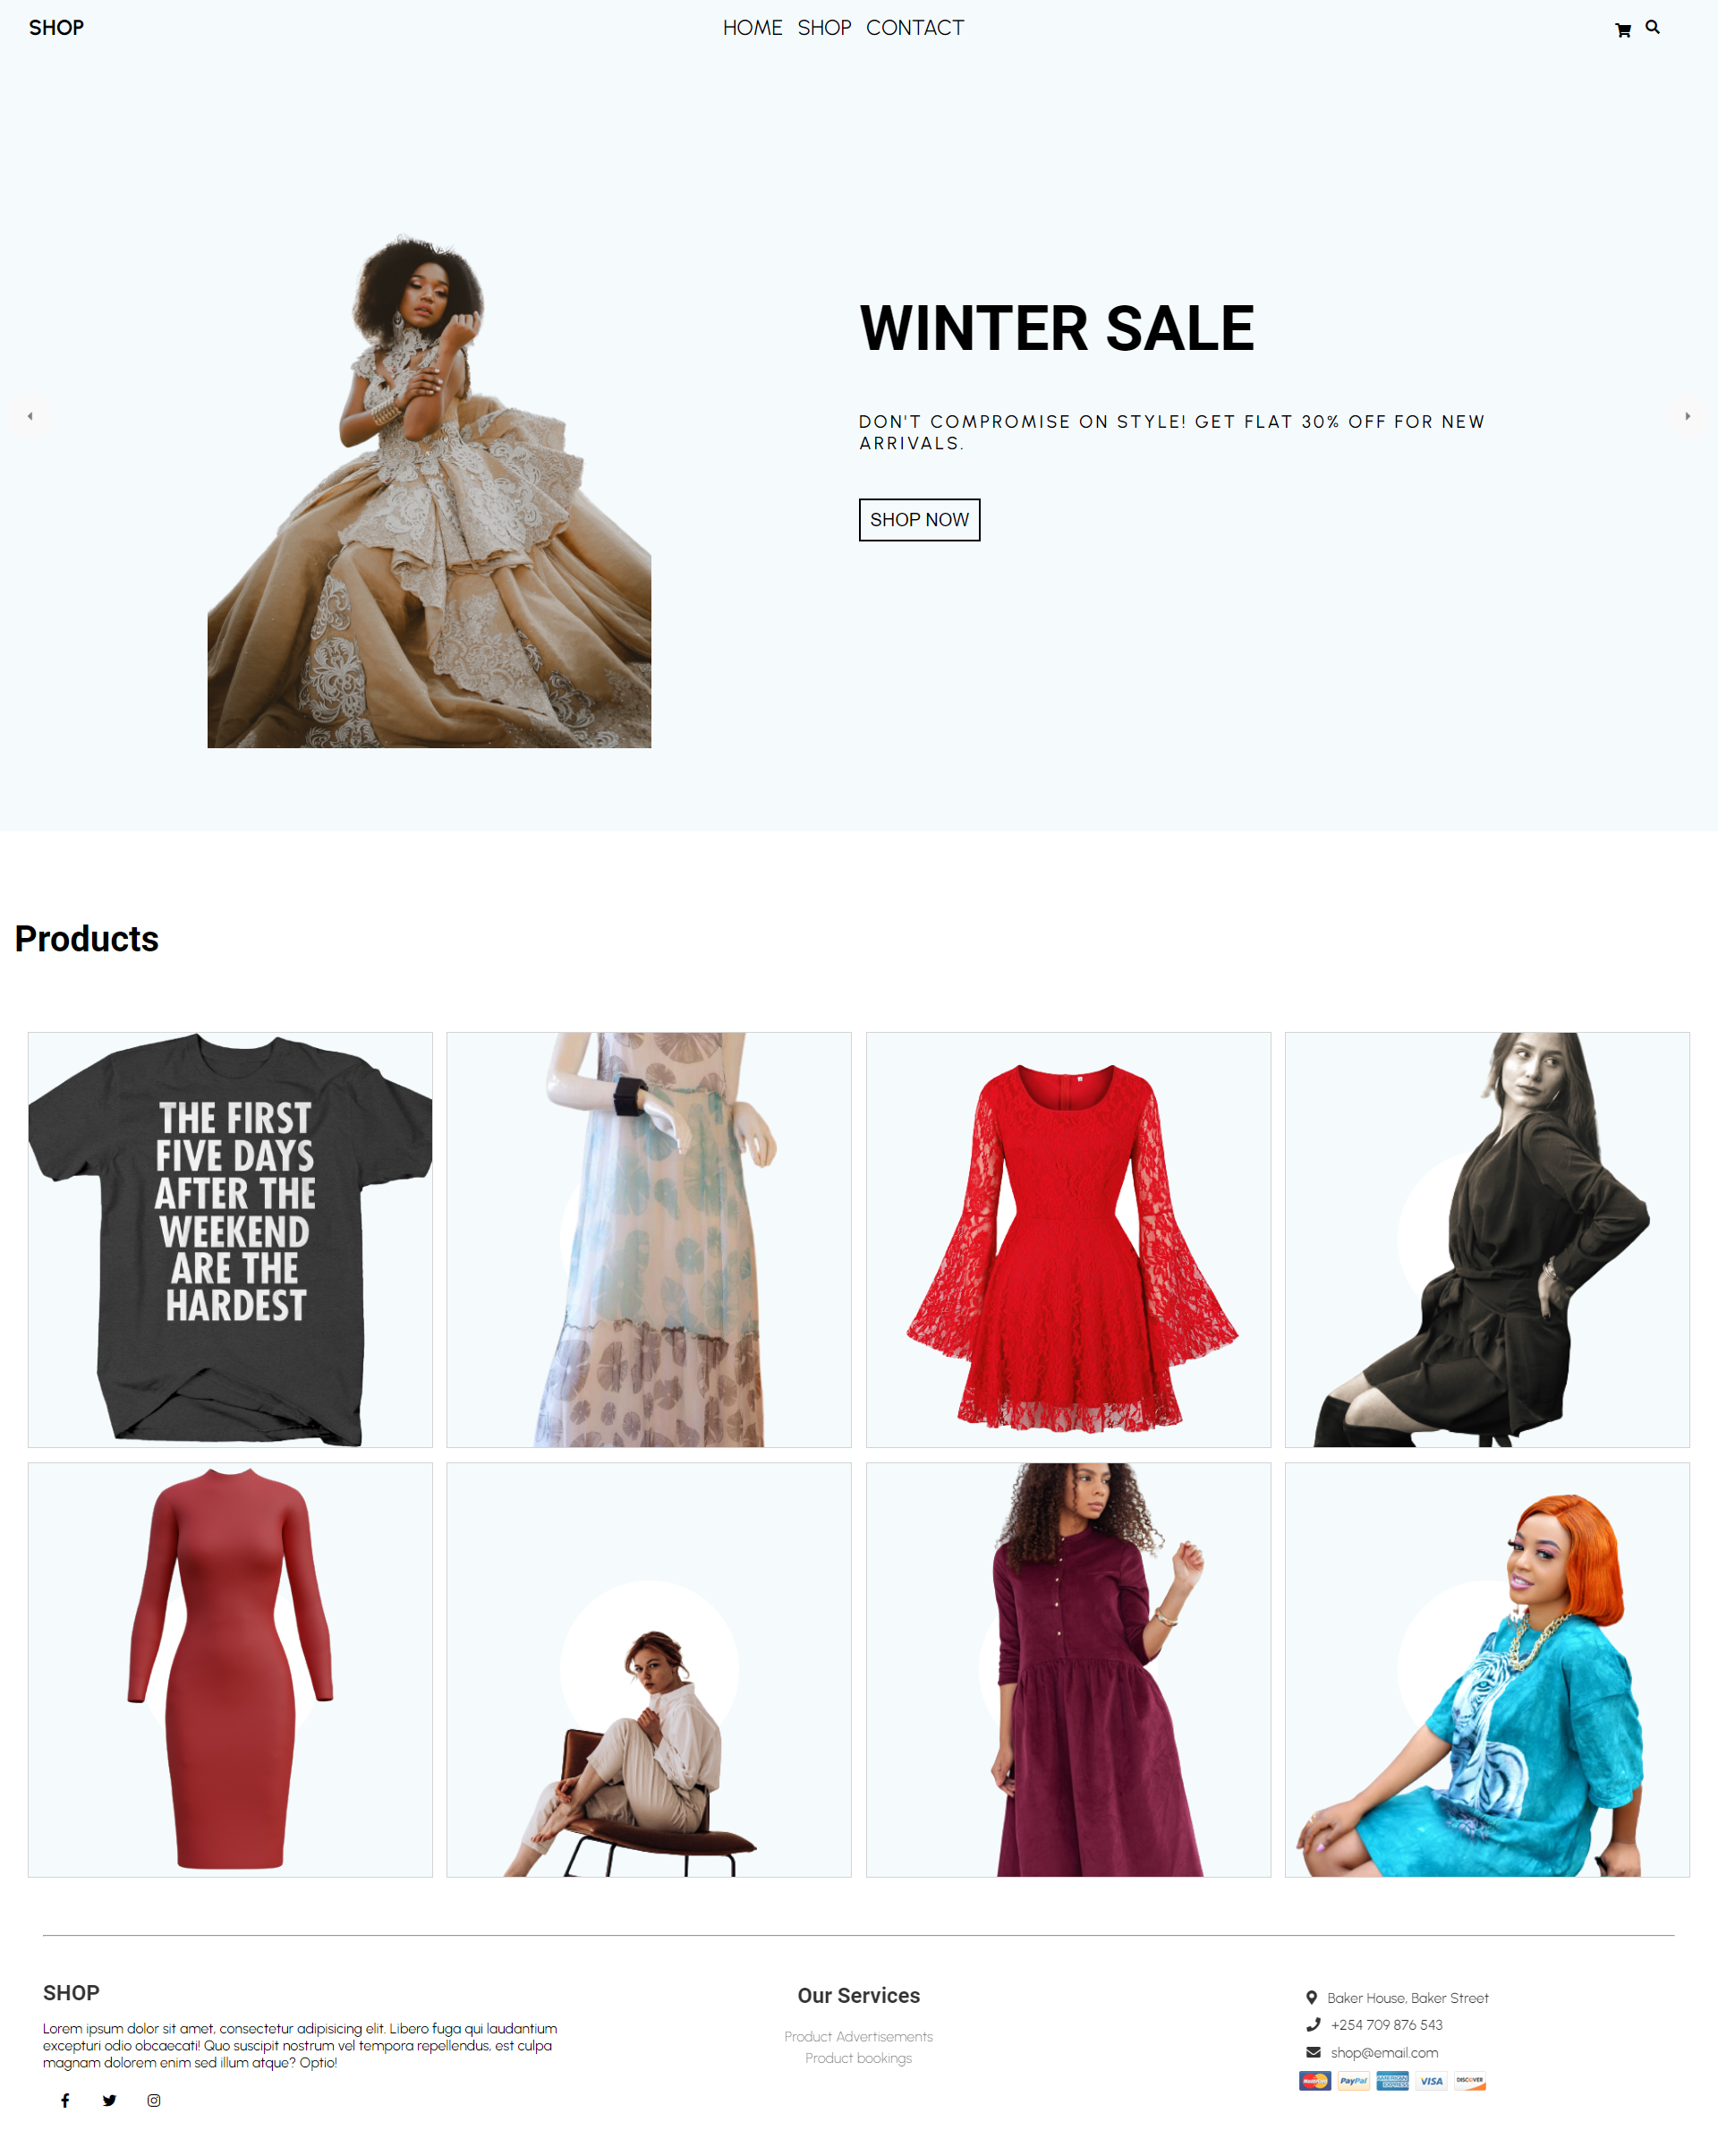 SHOP
HOME SHOP CONTACT
WINTER SALE
DON'T COMPROMISE ON STYLE! GET FLAT 30% OFF FOR NEW
ARRIVALS.
SHOP NOW
Products
THE FIRST
FIVE DAYS
AFTER THE
WEEKEND
ARE THE
HARDEST
SHOP
Lorem ipsum dolor sit amet, consectetur adipisicing elit. Libero fuga qui laudantium
excepturi odio obcaecati! Quo suscipit nostrum vel tempora repellendus, est culpa
magnam dolorem enim sed illum atque? Optio!
Our Services
Product Advertisements
Product bookings
Baker House, Baker Street
+254 709 876 543
shop@email.com
MasterCard PayPal AMERICAN EXPRESS VISA DISCOVER